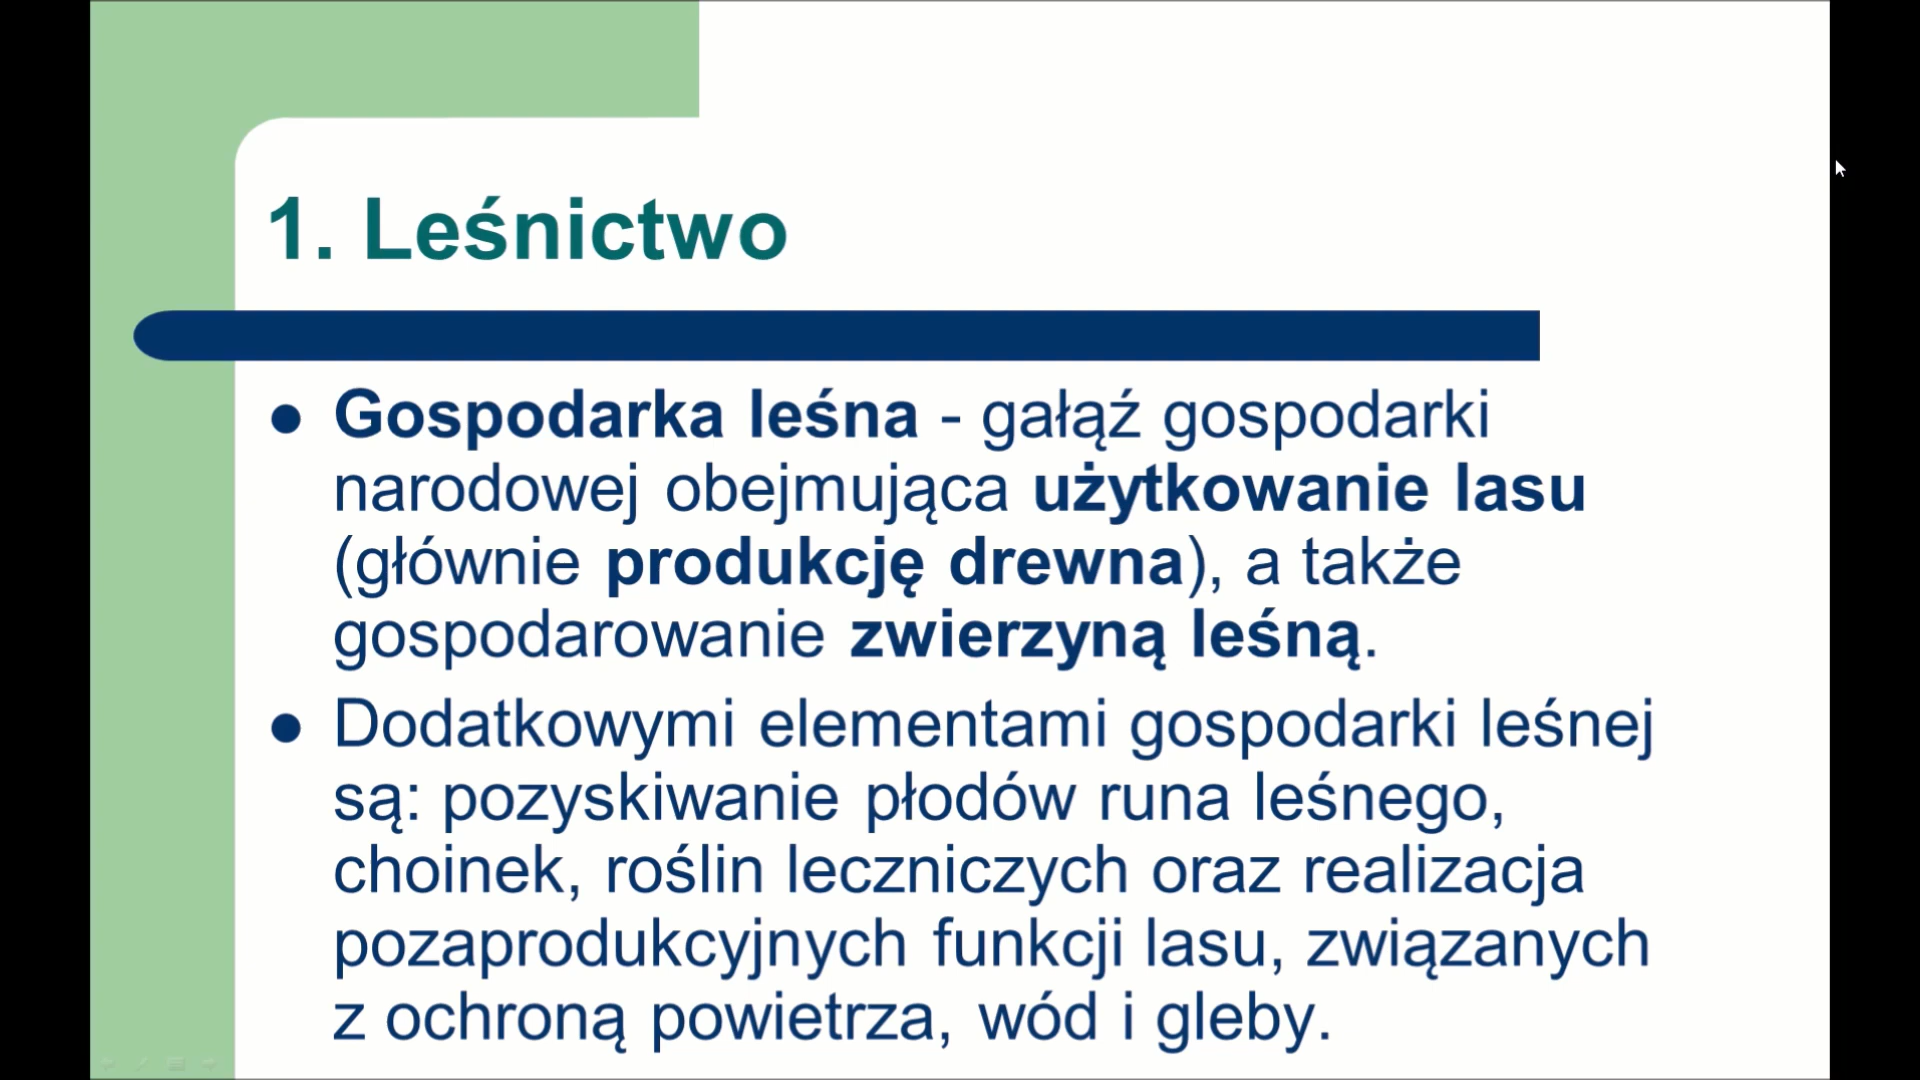 1. Leśnictwo
● Gospodarka leśna - gałąź gospodarki
narodowej obejmująca użytkowanie lasu
(głównie produkcję drewna), a także
gospodarowanie zwierzyną leśną.
● Dodatkowymi elementami gospodarki leśnej
są: pozyskiwanie płodów runa leśnego,
choinek, roślin leczniczych oraz realizacja
pozaprodukcyjnych funkcji lasu, związanych
z ochroną powietrza, wód i gleby.